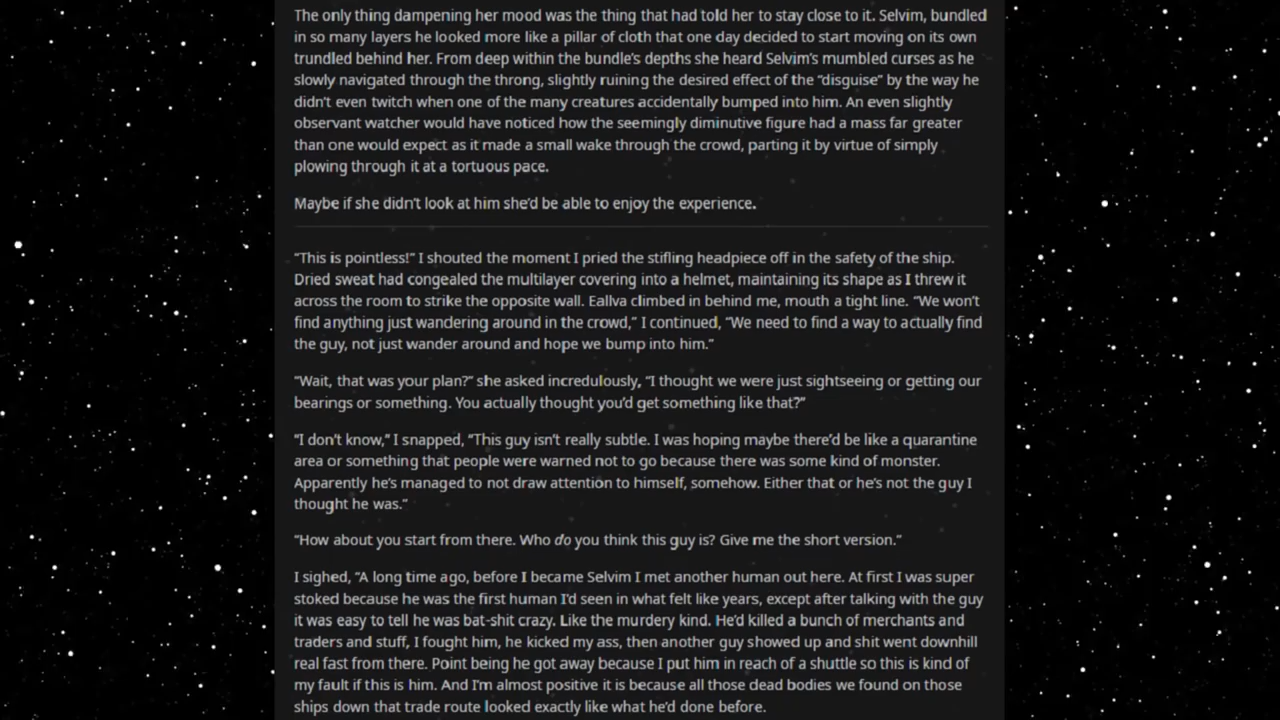 The only thing dampening her mood was the thing that had told her to stay close to it. Selvim, bundled
in so many layers he looked more like a pillar of cloth that one day decided to start moving on its own
trundled behind her. From deep within the bundle's depths she heard Selvim's mumbled curses as he
slowly navigated through the throng, slightly ruining the desired effect of the “disguise” by the way he
didn't even twitch when one of the many creatures accidentally bumped into him. An even slightly
observant watcher would have noticed how the seemingly diminutive figure had a mass far greater
than one would expect as it made a small wake through the crowd, parting it by virtue of simply
plowing through it at a tortuous pace.
Maybe if she didn't look at him she'd be able to enjoy the experience.
“This is pointless!” I shouted the moment I pried the stifling headpiece off in the safety of the ship.
Dried sweat had congealed the multilayer covering into a helmet, maintaining its shape as I threw it
across the room to strike the opposite wall. Eallva climbed in behind me, mouth a tight line. “We won't
find anything just wandering around in the crowd,” I continued, “We need to find a way to actually find
the guy, not just wander around and hope we bump into him.”
“Wait, that was your plan?” she asked incredulously, “I thought we were just sightseeing or getting our
bearings or something. You actually thought you'd get something like that?”
“I don't know,” I snapped, “This guy isn't really subtle. I was hoping maybe there'd be like a quarantine
area or something that people were warned not to go because there was some kind of monster.
Apparently he's managed to not draw attention to himself, somehow. Either that or he's not the guy I
thought he was.”
“How about you start from there. Who do you think this guy is? Give me the short version.”
I sighed, “A long time ago, before I became Selvim I met another human out here. At first I was super
stoked because he was the first human I'd seen in what felt like years, except after talking with the guy
it was easy to tell he was bat-shit crazy. Like the murdery kind. He'd killed a bunch of merchants and
traders and stuff, I fought him, he kicked my ass, then another guy showed up and shit went downhill
real fast from there. Point being he got away because I put him in reach of a shuttle so this is kind of
my fault if this is him. And I'm almost positive it is because all those dead bodies we found on those
ships down that trade route looked exactly like what he'd done before.